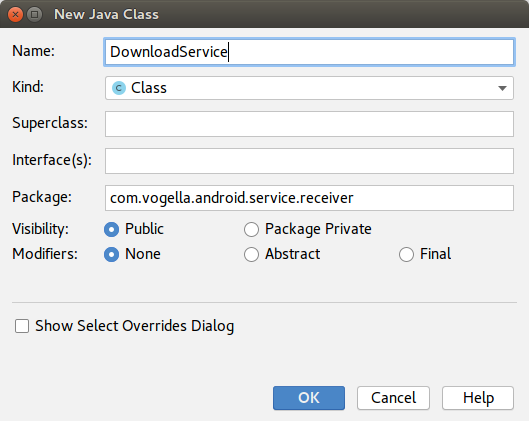 New Java Class
Name: DownloadService
Kind: C Class
Superclass:
Interface(s):
Package: com.vogella.android.service.receiver
Visibility: Public Package Private
Modifiers: None Abstract Final
Show Select Overrides Dialog
OK Cancel Help